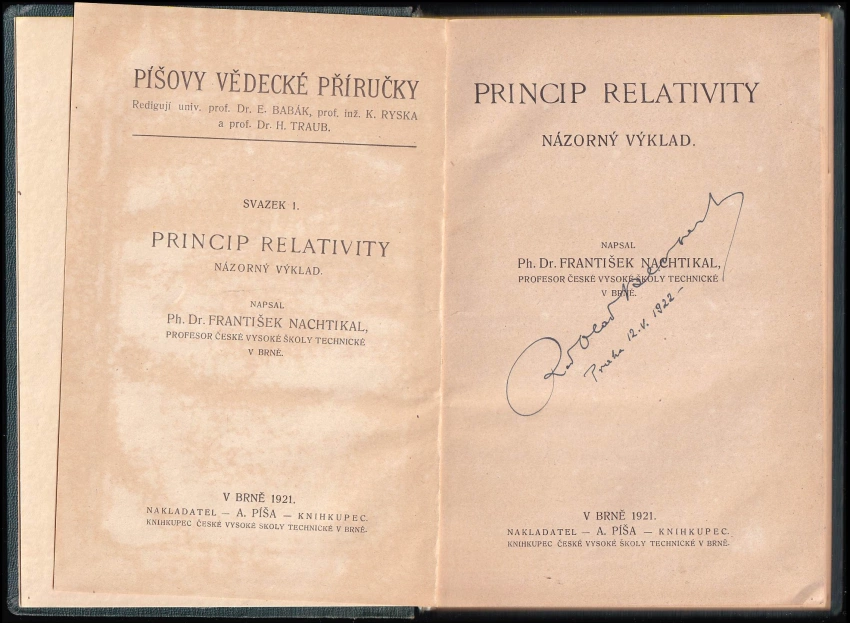 PÍŠOVY VĚDECKÉ PŘÍRUČKY
Redigují univ. prof. Dr. E. BABÁK, prof. inž. K. RYSKA
a prof. Dr. H. TRAUB.
SVAZEK 1.
PRINCIP RELATIVITY
NÁZORNÝ VÝKLAD.
NAPSAL
Ph. Dr. FRANTIŠEK NACHTIKAL,
PROFESOR ČESKÉ VYSOKÉ ŠKOLY TECHNICKÉ
V BRNĚ.
V BRNĚ 1921.
NAKLADATEL — A. PÍŠA — KNIHKUPEC.
KNIHKUPEC ČESKÉ VYSOKÉ ŠKOLY TECHNICKÉ V BRNĚ.
PRINCIP RELATIVITY
NÁZORNÝ VÝKLAD.
NAPSAL
Ph. Dr. FRANTIŠEK NACHTIKAL,
PROFESOR ČESKÉ VYSOKÉ ŠKOLY TECHNICKÉ
V BRNĚ.
Praha 12. V. 1922 –
V BRNĚ 1921.
NAKLADATEL — A. PÍŠA — KNIHKUPEC.
KNIHKUPEC ČESKÉ VYSOKÉ ŠKOLY TECHNICKÉ V BRNĚ.